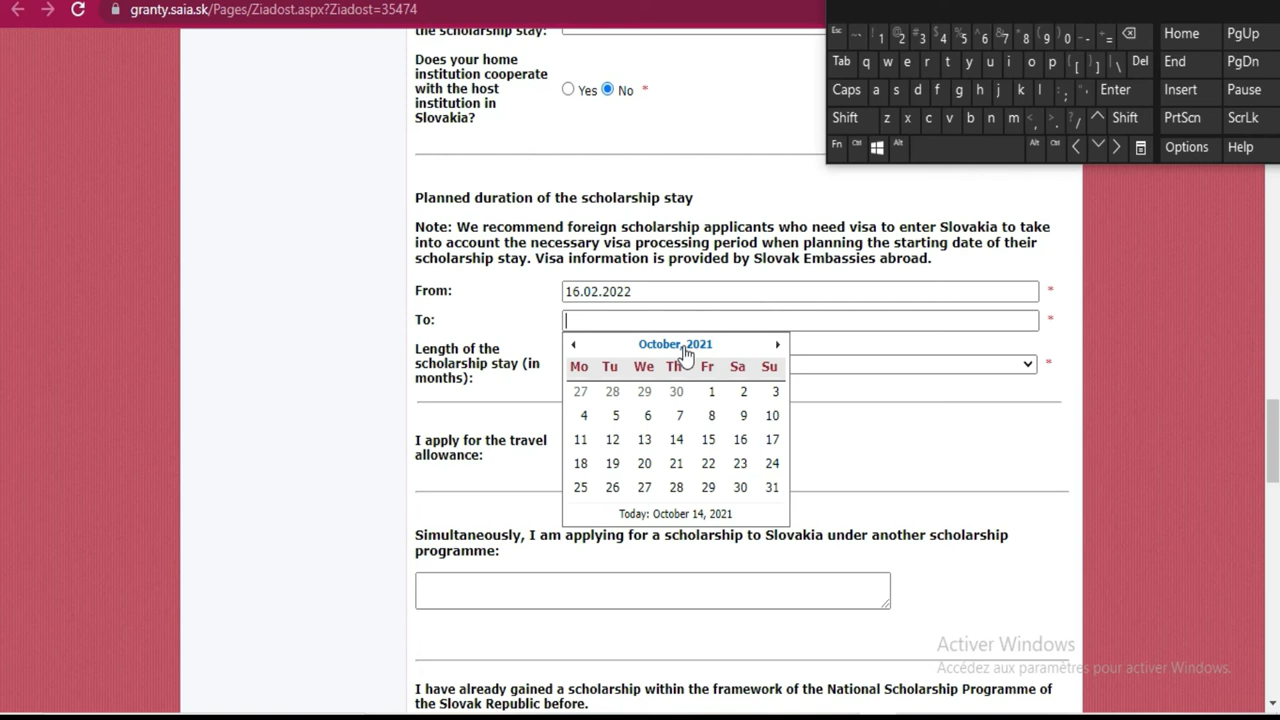 granty.saia.sk/Pages/Ziadost.aspx?Ziadost=35474
the scholarship stay:
Does your home
institution cooperate
with the host
institution in
Slovakia?
Yes No *
Planned duration of the scholarship stay
Note: We recommend foreign scholarship applicants who need visa to enter Slovakia to take
into account the necessary visa processing period when planning the starting date of their
scholarship stay. Visa information is provided by Slovak Embassies abroad.
From: 16.02.2022 *
To: *
October, 2021
Mo Tu We Th Fr Sa Su
27 28 29 30 1 2 3
4 5 6 7 8 9 10
11 12 13 14 15 16 17
18 19 20 21 22 23 24
25 26 27 28 29 30 31
Today: October 14, 2021
Length of the
scholarship stay (in
months): *
I apply for the travel
allowance:
Simultaneously, I am applying for a scholarship to Slovakia under another scholarship
programme:
I have already gained a scholarship within the framework of the National Scholarship Programme of
the Slovak Republic before.
Esc ~` !1 @2 #3 $4 %5 ^6 &7 *8 (9 )0 _- += Home PgUp
Tab q w e r t y u i o p {[ }] |\ Del End PgDn
Caps a s d f g h j k l :; "' Enter Insert Pause
Shift z x c v b n m <, >. ?/ Shift PrtScn ScrLk
Fn Ctrl Alt Alt Ctrl Options Help
Activer Windows
Accédez aux paramètres pour activer Windows.